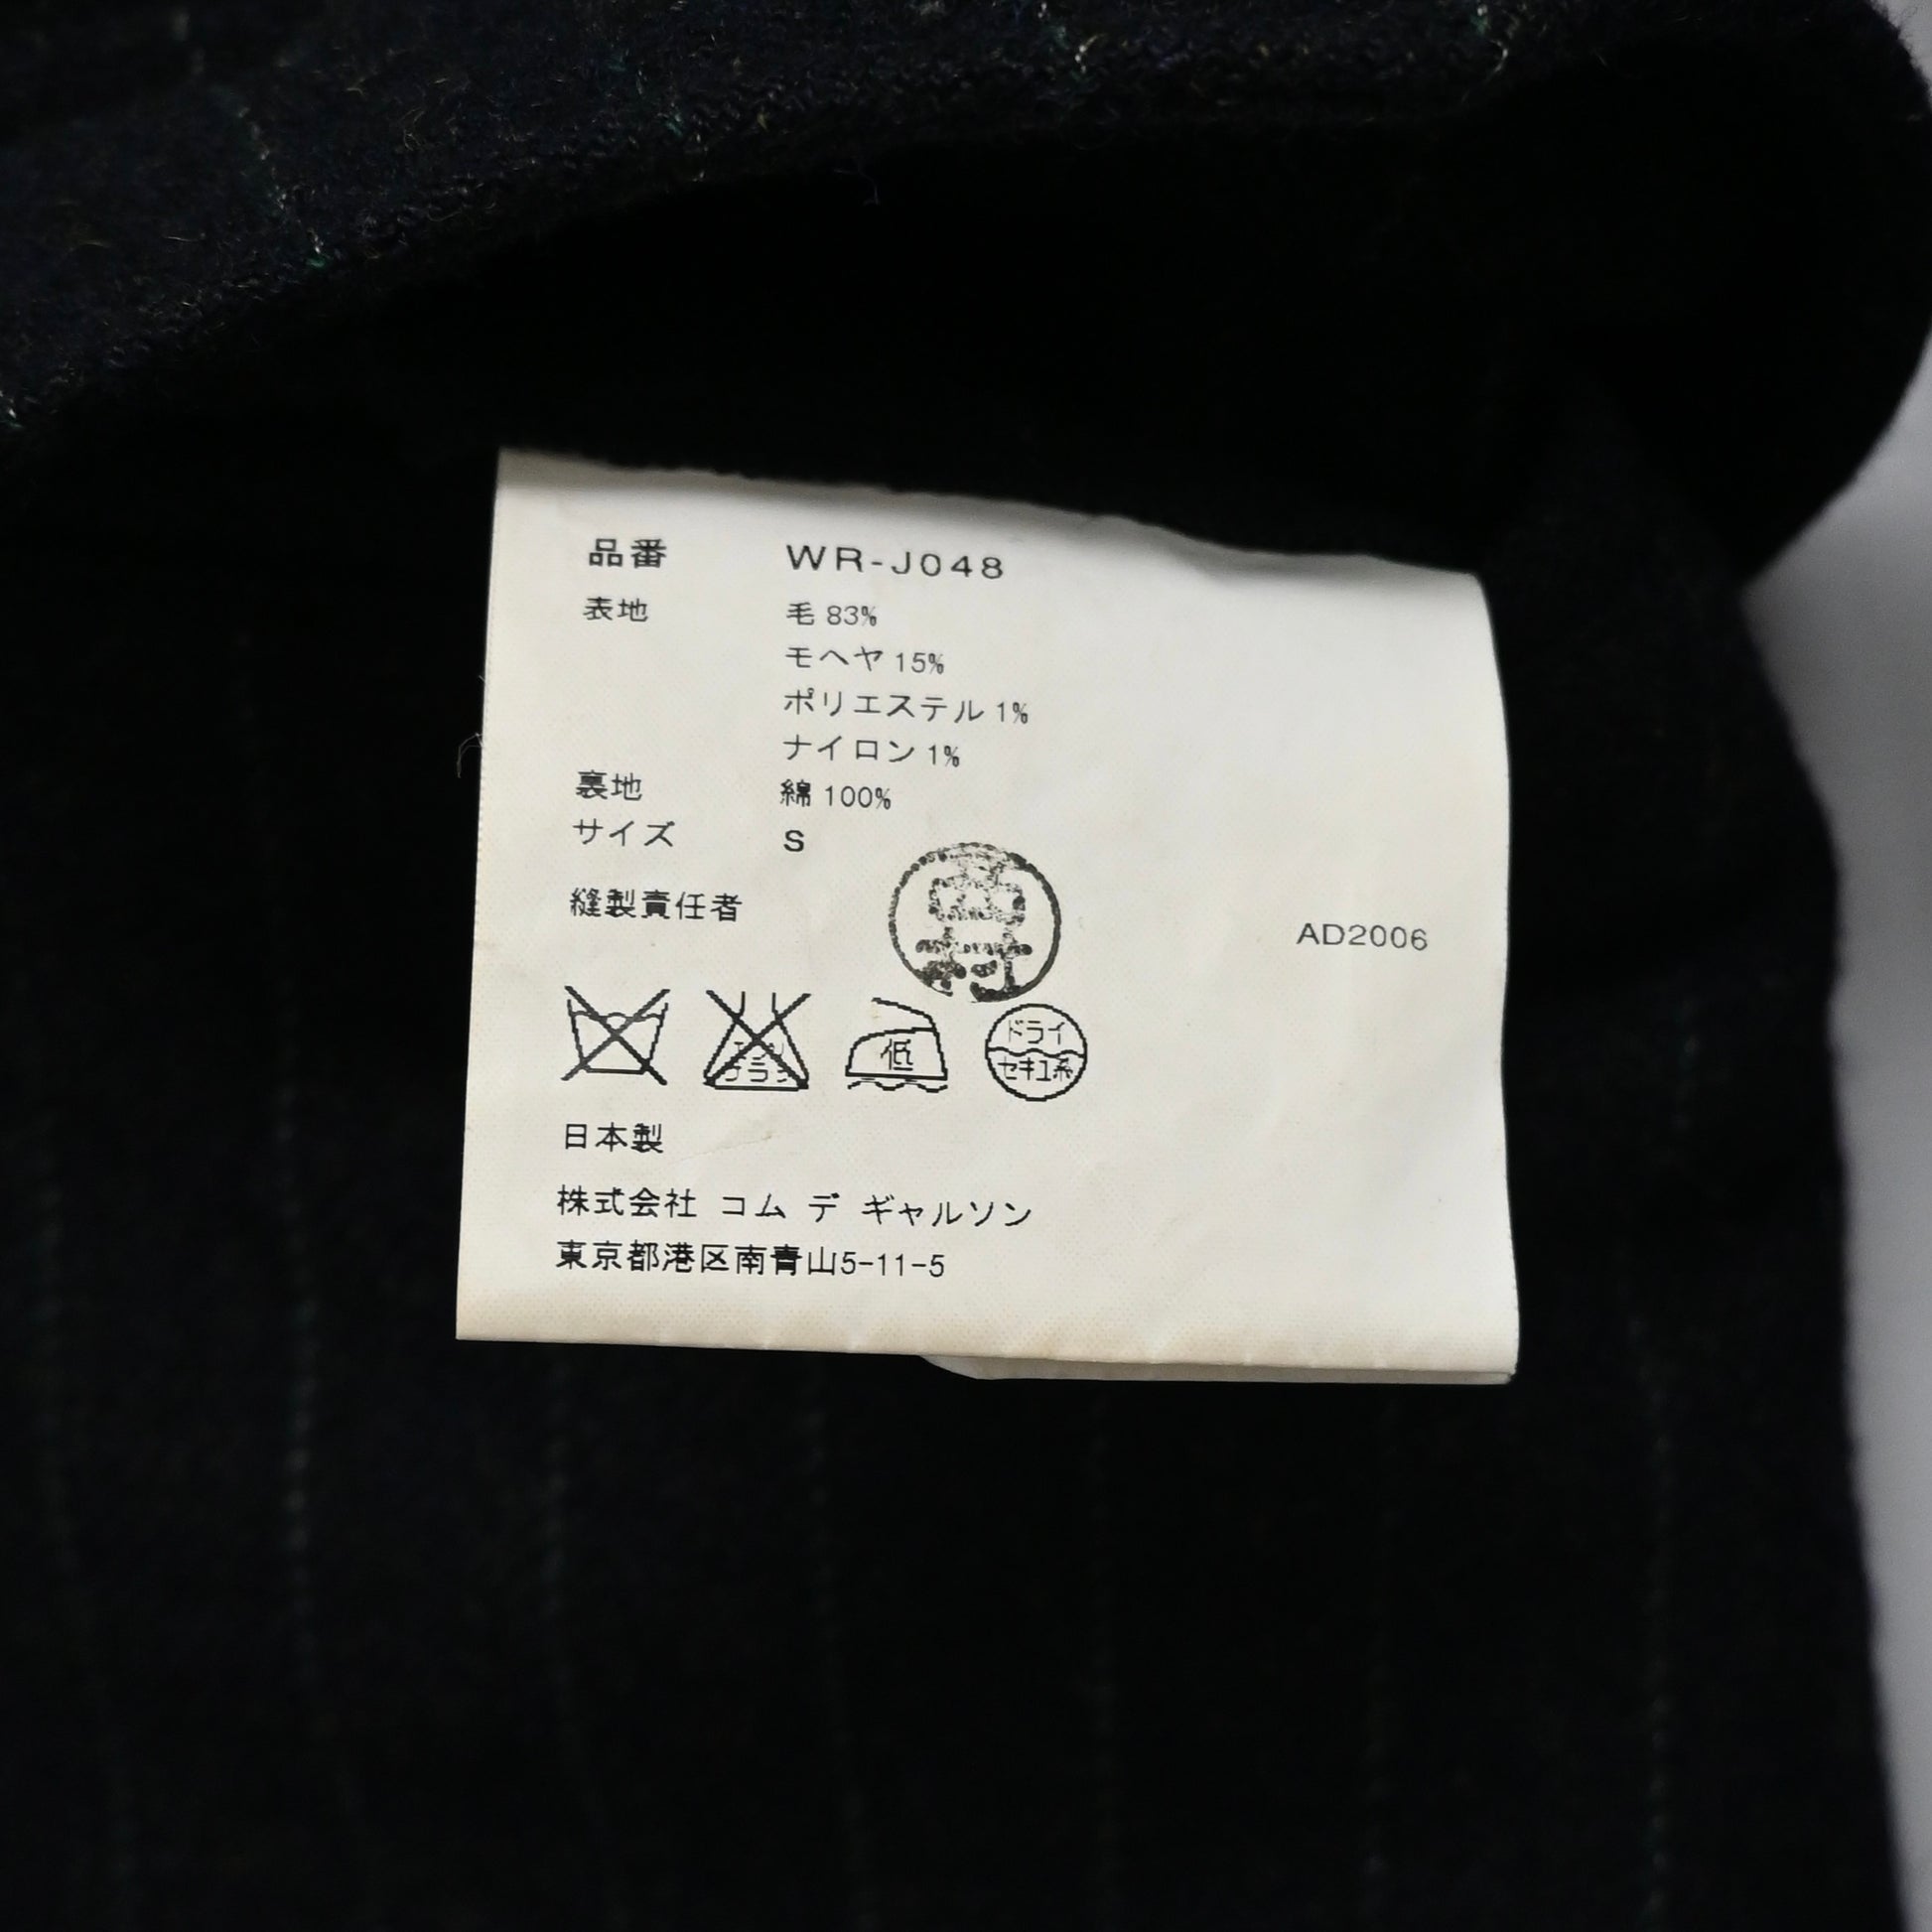 品番 WR-J048
表地 毛 83%
モヘヤ 15%
ポリエステル 1%
ナイロン 1%
裏地 綿 100%
サイズ S
縫製責任者
AD2006
低
ドライ
セキユ系
日本製
株式会社 コム デ ギャルソン
東京都港区南青山5-11-5